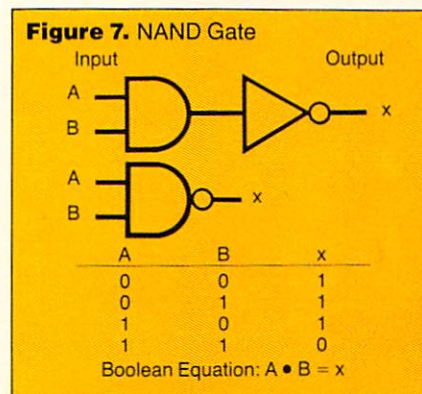 Figure 7. NAND Gate
Input Output
A
B
x
A
B
x
A B x
0 0 1
0 1 1
1 0 1
1 1 0
Boolean Equation: A • B = x